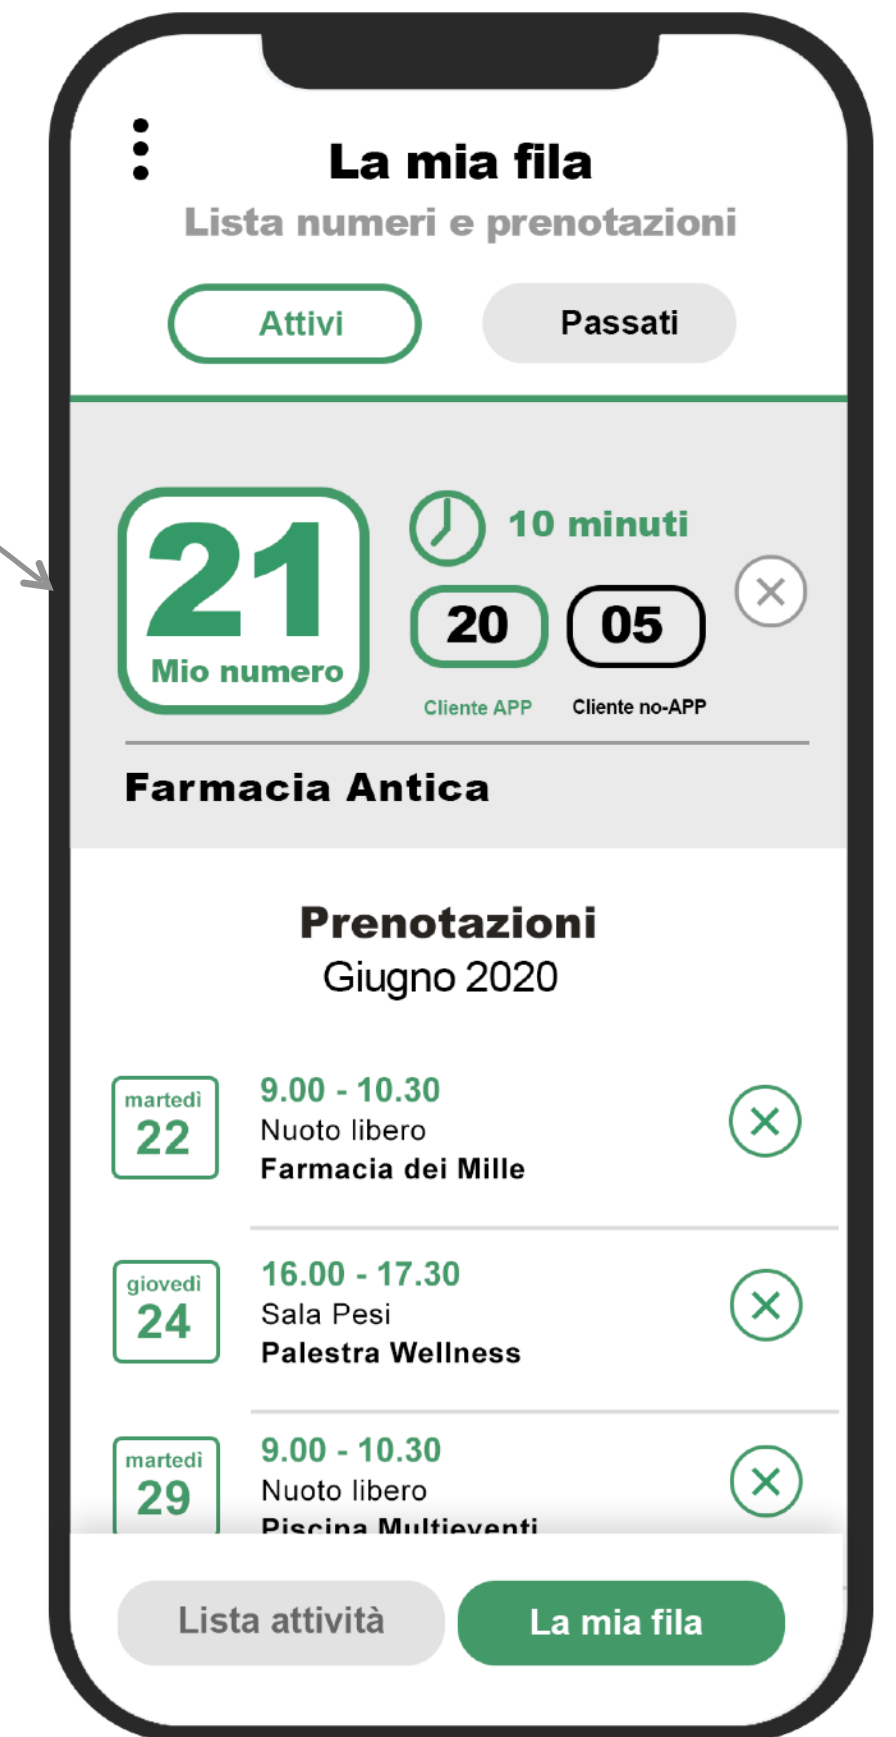 La mia fila
Lista numeri e prenotazioni
Attivi
Passati
21
Mio numero
10 minuti
20
05
Cliente APP
Cliente no-APP
Farmacia Antica
Prenotazioni
Giugno 2020
martedì
22
9.00 - 10.30
Nuoto libero
Farmacia dei Mille
giovedì
24
16.00 - 17.30
Sala Pesi
Palestra Wellness
martedì
29
9.00 - 10.30
Nuoto libero
Piscina Multieventi
Lista attività
La mia fila